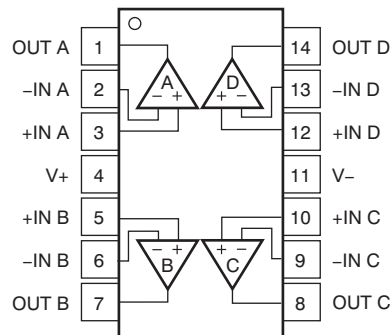 OUT A 1 14 OUT D
−IN A 2 A − + D + − 13 −IN D
+IN A 3 12 +IN D
V+ 4 11 V−
+IN B 5 10 +IN C
−IN B 6 − + B + − C 9 −IN C
OUT B 7 8 OUT C